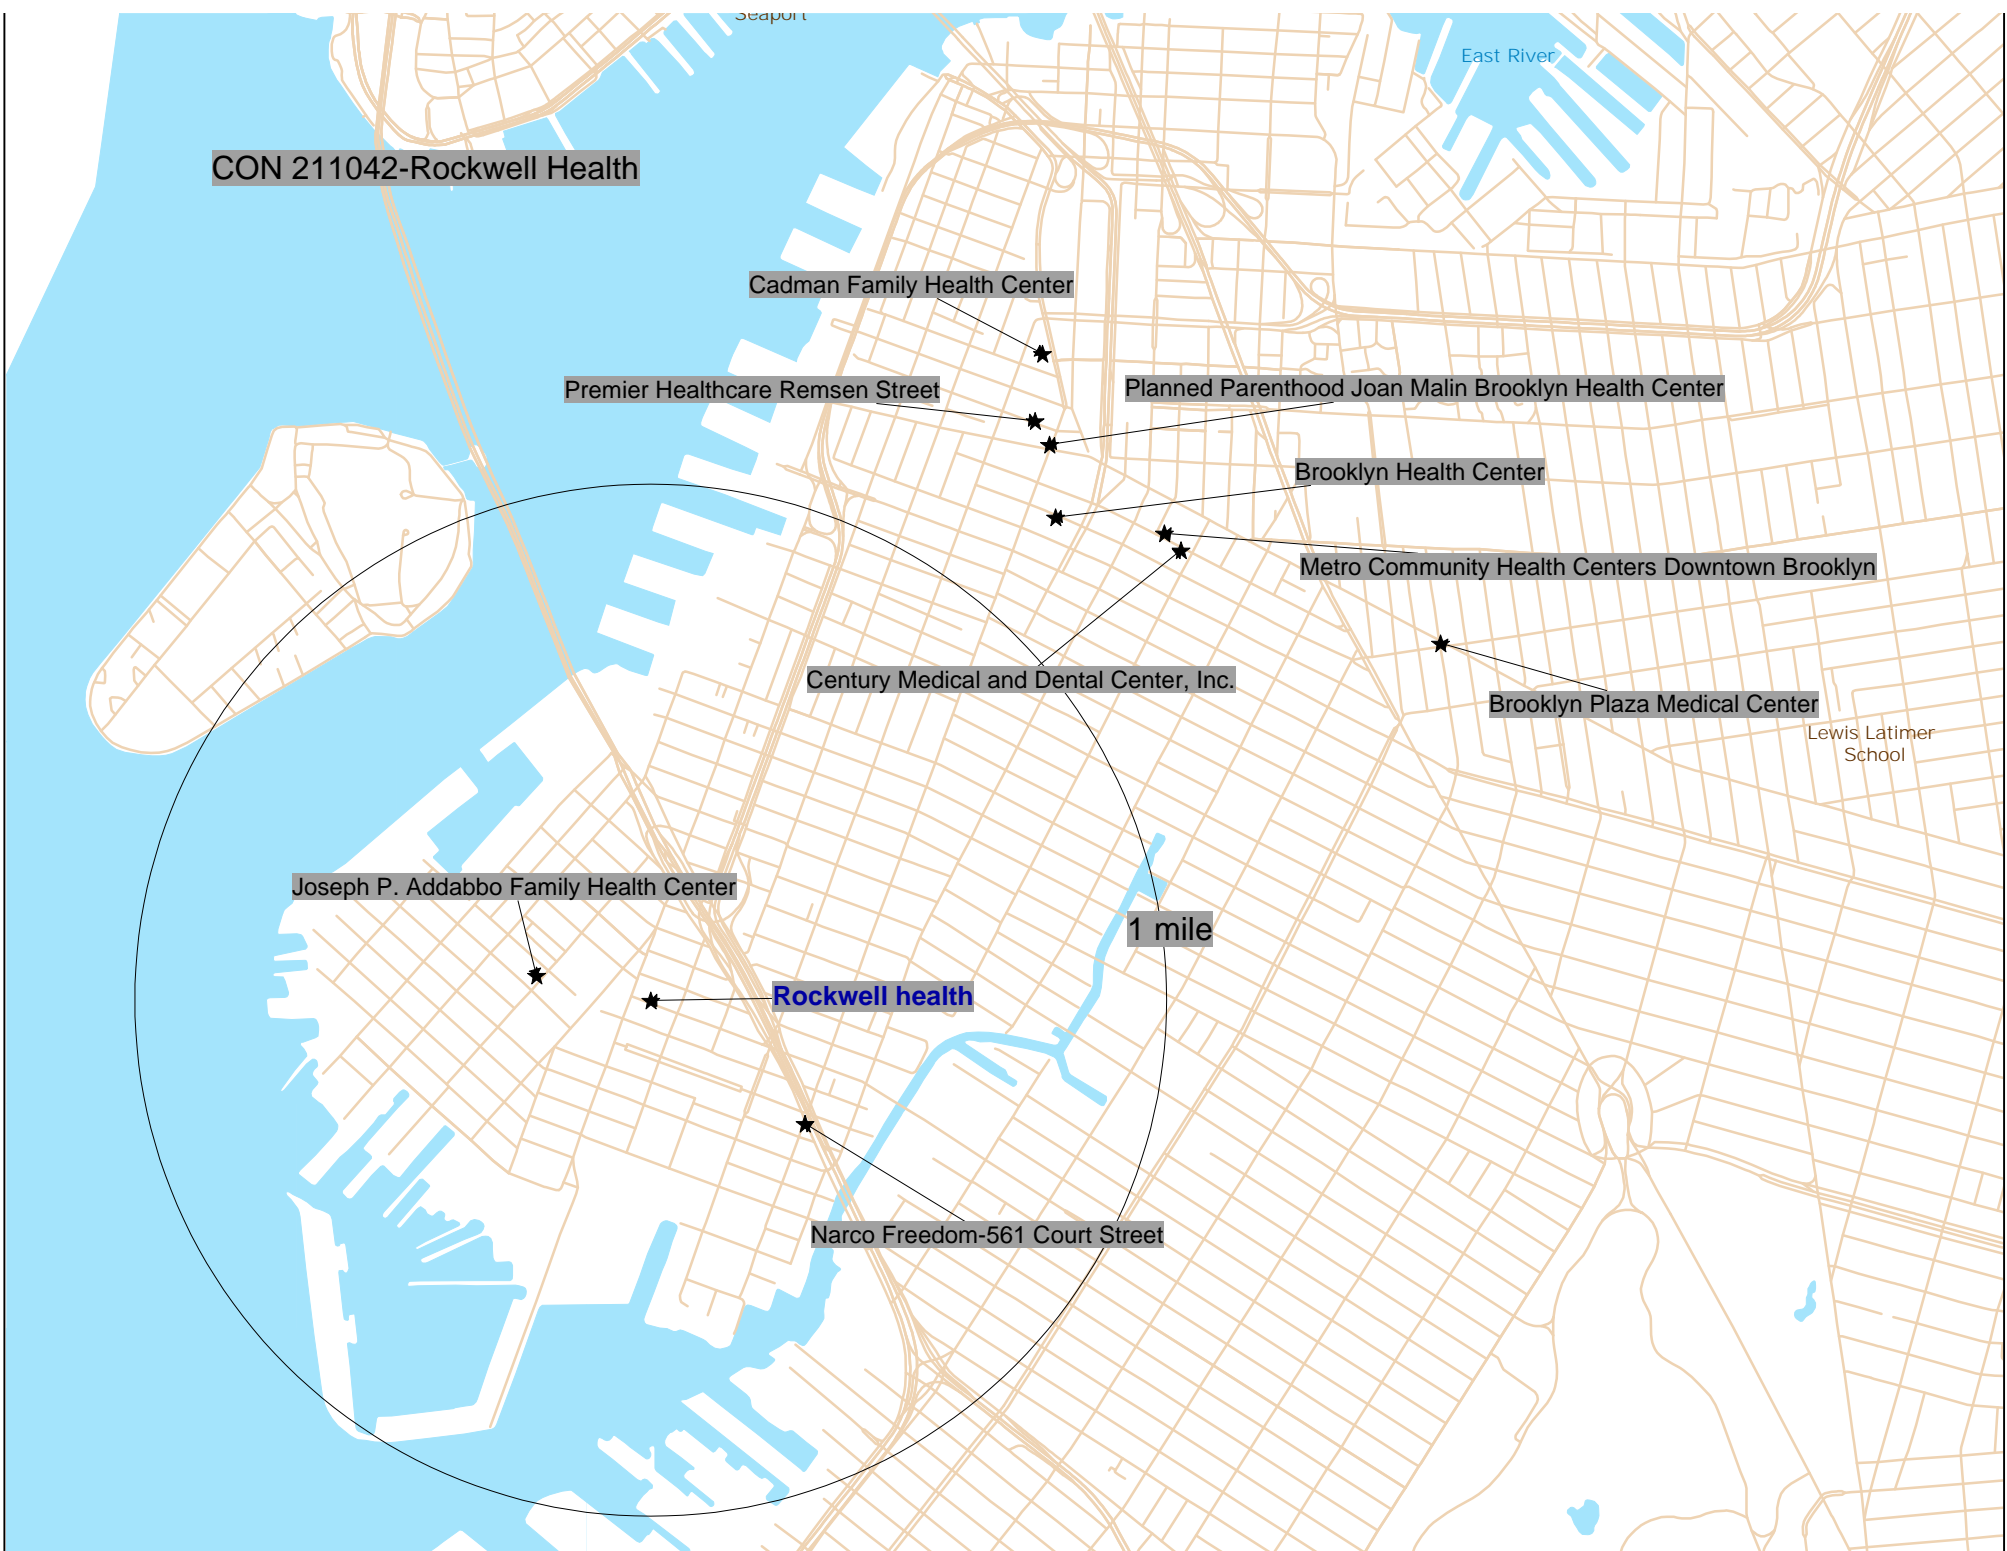 Seaport
East River
CON 211042-Rockwell Health
Cadman Family Health Center
Premier Healthcare Remsen Street
Planned Parenthood Joan Malin Brooklyn Health Center
Brooklyn Health Center
Metro Community Health Centers Downtown Brooklyn
Century Medical and Dental Center, Inc.
Brooklyn Plaza Medical Center
Lewis Latimer
School
Joseph P. Addabbo Family Health Center
1 mile
Rockwell health
Narco Freedom-561 Court Street